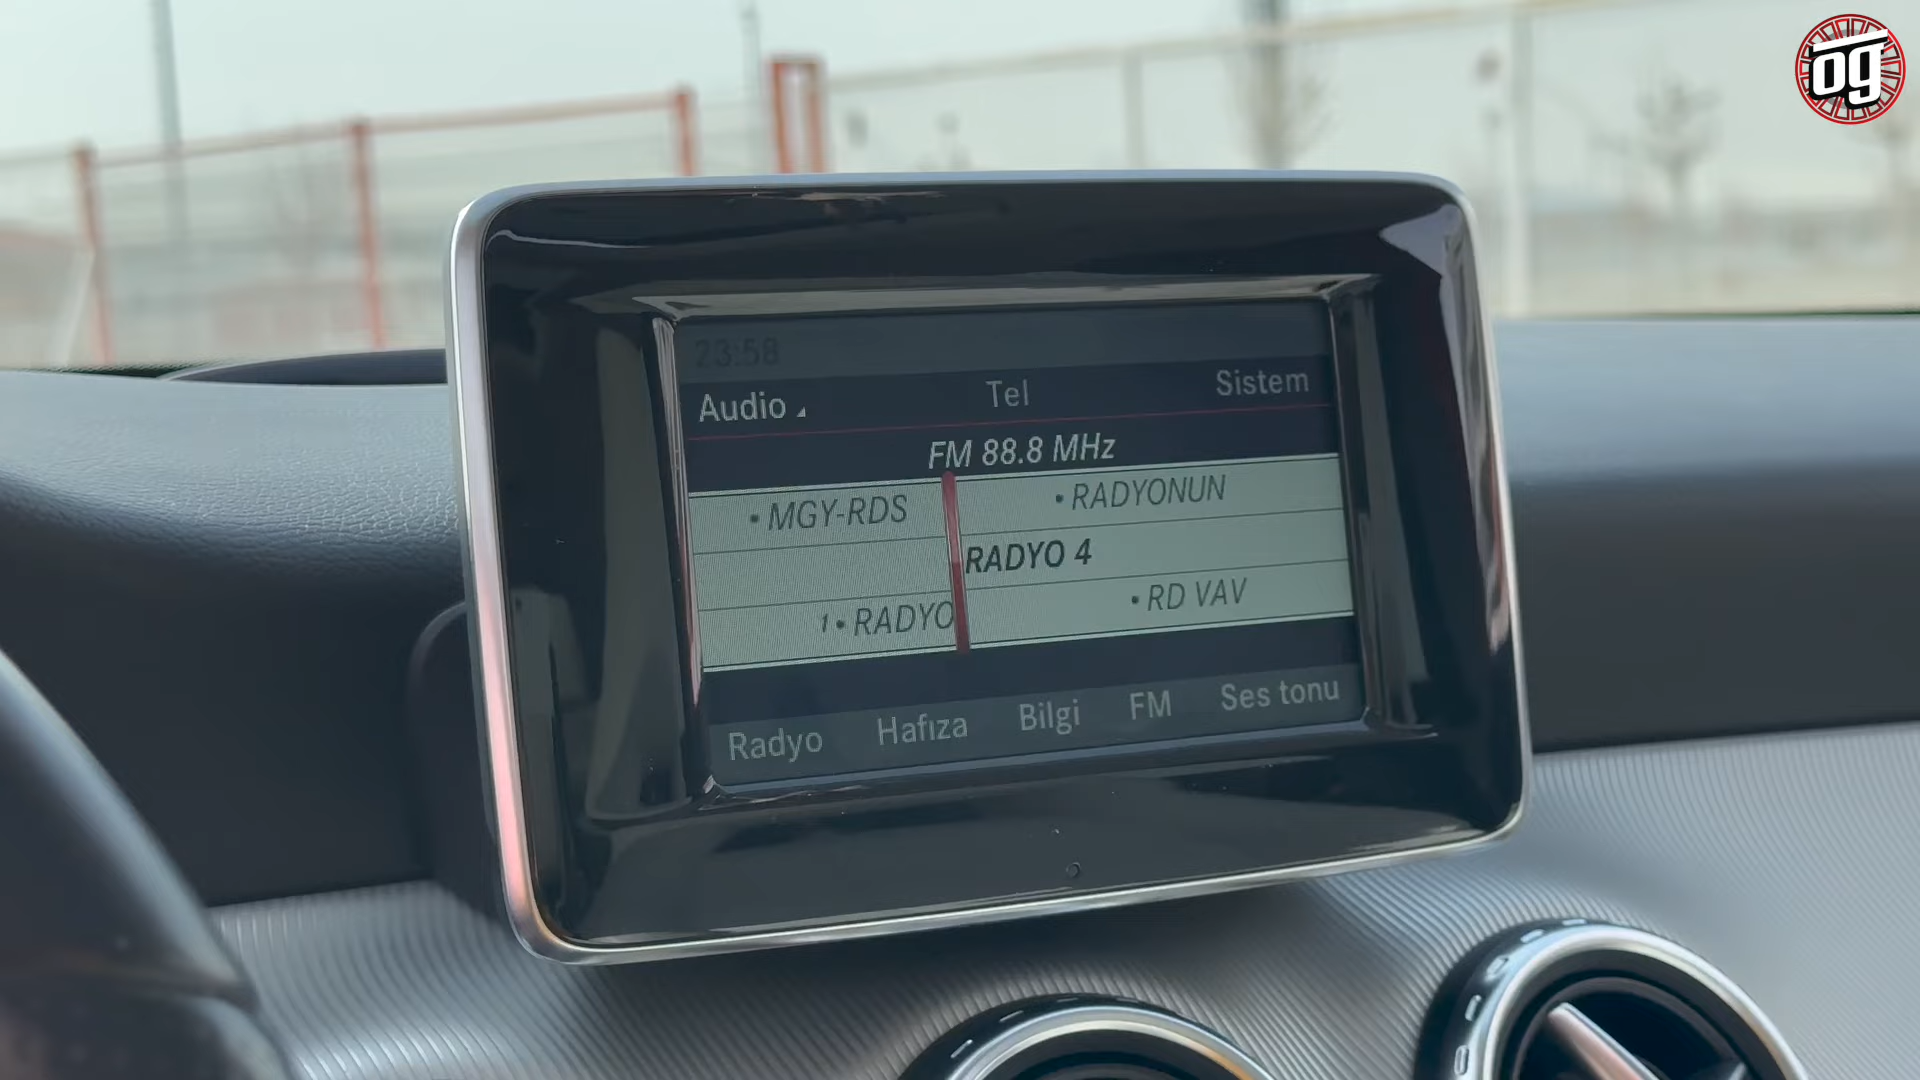 og
23:58
Audio Tel Sistem
FM 88.8 MHz
• MGY-RDS • RADYONUN
RADYO 4
1 • RADYO • RD VAV
Radyo Hafıza Bilgi FM Ses tonu